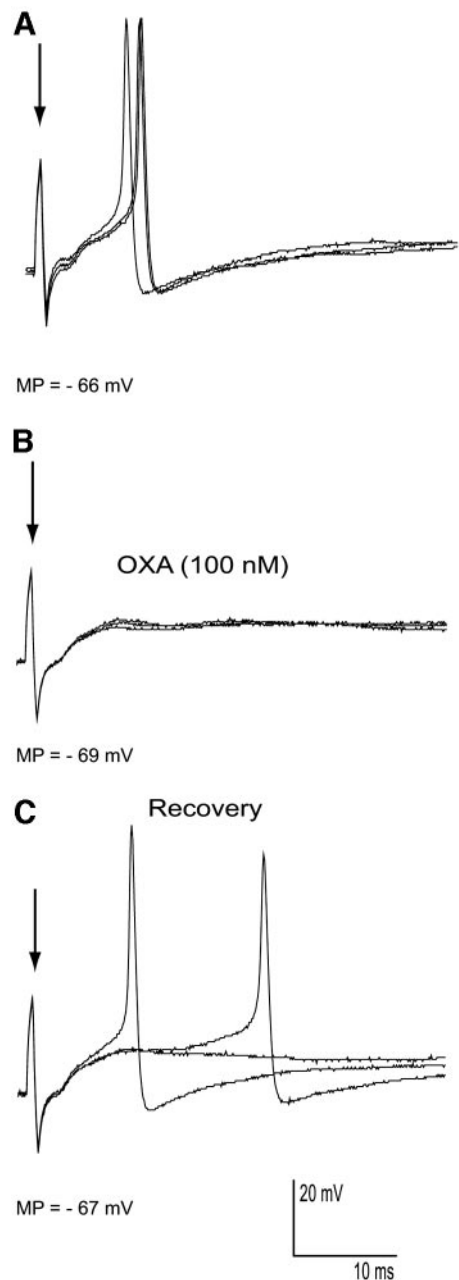 A
MP = - 66 mV
B
OXA (100 nM)
MP = - 69 mV
C
Recovery
MP = - 67 mV
20 mV
10 ms